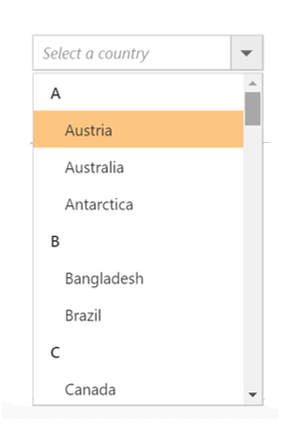 Select a country
A
Austria
Australia
Antarctica
B
Bangladesh
Brazil
C
Canada